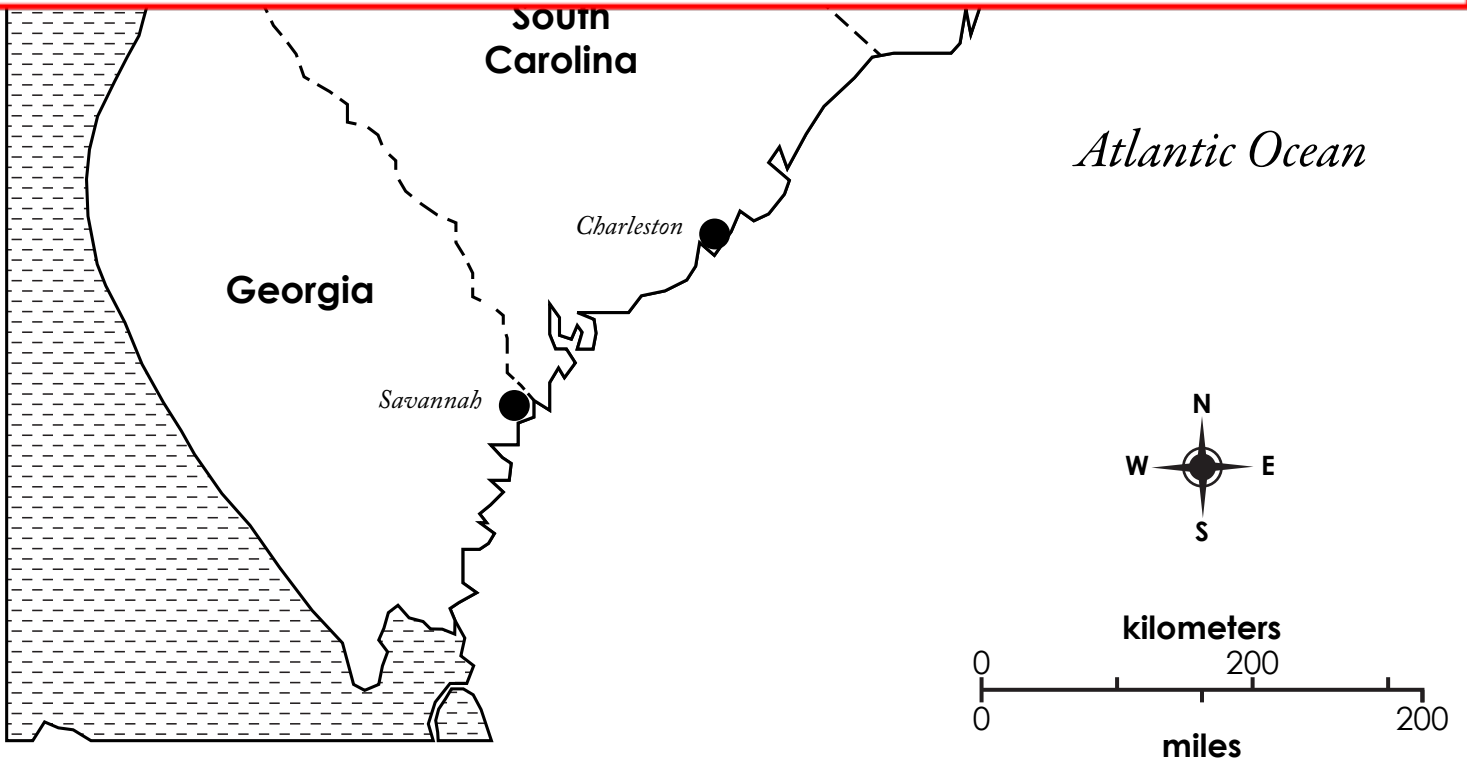 South
Carolina
Atlantic Ocean
Charleston
Georgia
Savannah
N
W E
S
kilometers
0 200
0 200
miles